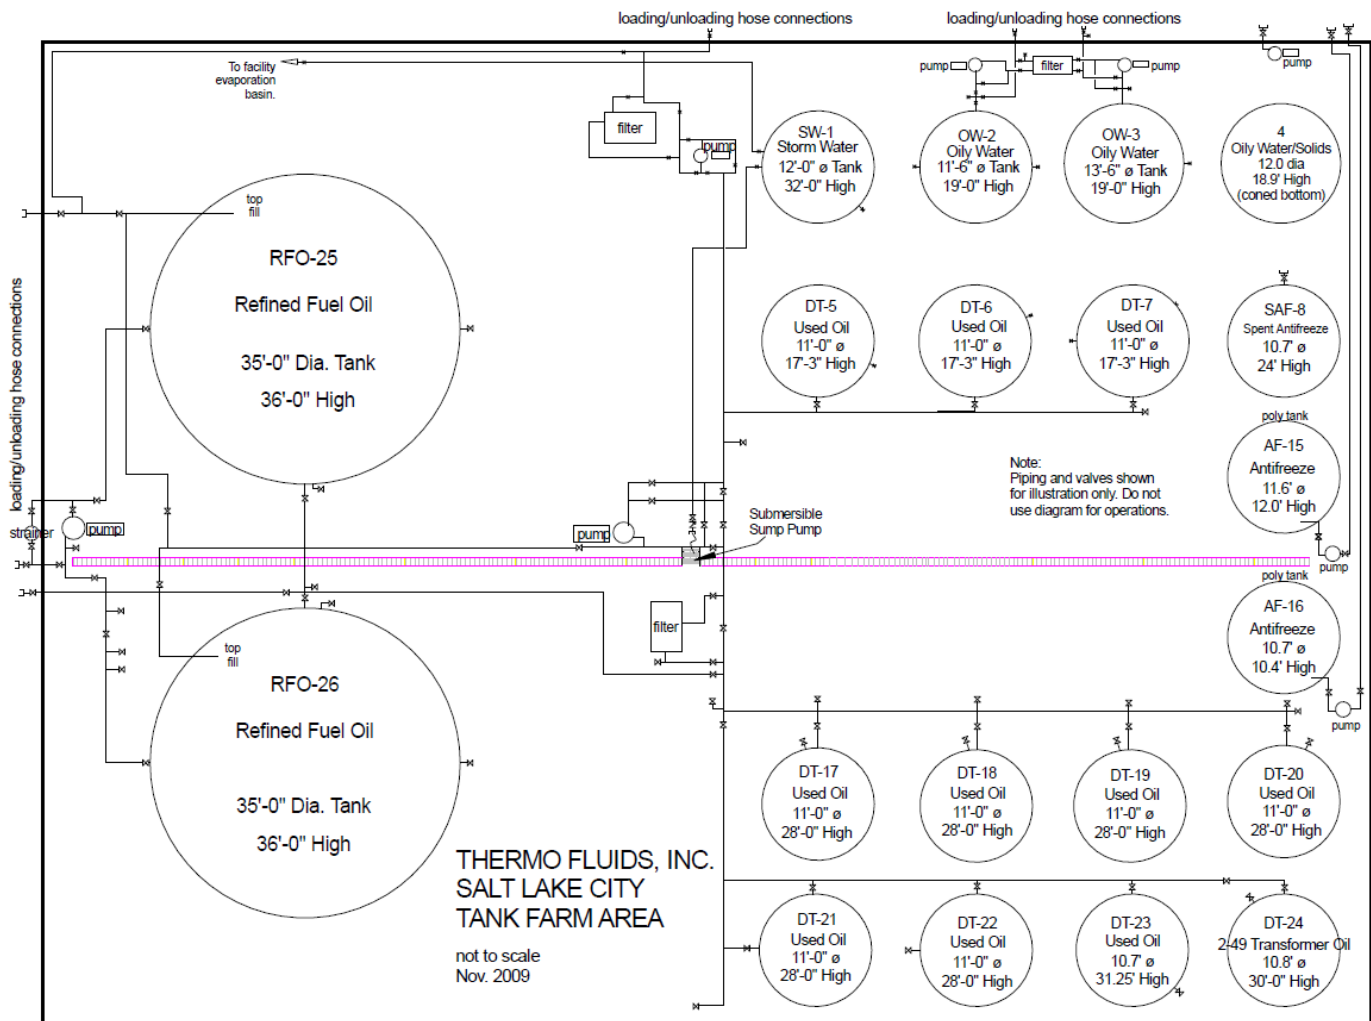 loading/unloading hose connections
loading/unloading hose connections
To facility
evaporation
basin.
filter
pump
pump
filter
pump
pump
SW-1
Storm Water
12'-0" ø Tank
32'-0" High
OW-2
Oily Water
11'-6" ø Tank
19'-0" High
OW-3
Oily Water
13'-6" ø Tank
19'-0" High
4
Oily Water/Solids
12.0 dia
18.9' High
(coned bottom)
top
fill
RFO-25
Refined Fuel Oil
35'-0" Dia. Tank
36'-0" High
loading/unloading hose connections
DT-5
Used Oil
11'-0" ø
17'-3" High
DT-6
Used Oil
11'-0" ø
17'-3" High
DT-7
Used Oil
11'-0" ø
17'-3" High
SAF-8
Spent Antifreeze
10.7' ø
24' High
poly tank
AF-15
Antifreeze
11.6' ø
12.0' High
Note:
Piping and valves shown
for illustration only. Do not
use diagram for operations.
strainer
pump
pump
Submersible
Sump Pump
pump
poly tank
AF-16
Antifreeze
10.7' ø
10.4' High
pump
filter
top
fill
RFO-26
Refined Fuel Oil
35'-0" Dia. Tank
36'-0" High
DT-17
Used Oil
11'-0" ø
28'-0" High
DT-18
Used Oil
11'-0" ø
28'-0" High
DT-19
Used Oil
11'-0" ø
28'-0" High
DT-20
Used Oil
11'-0" ø
28'-0" High
THERMO FLUIDS, INC.
SALT LAKE CITY
TANK FARM AREA
not to scale
Nov. 2009
DT-21
Used Oil
11'-0" ø
28'-0" High
DT-22
Used Oil
11'-0" ø
28'-0" High
DT-23
Used Oil
10.7' ø
31.25' High
DT-24
2-49 Transformer Oil
10.8' ø
30'-0" High